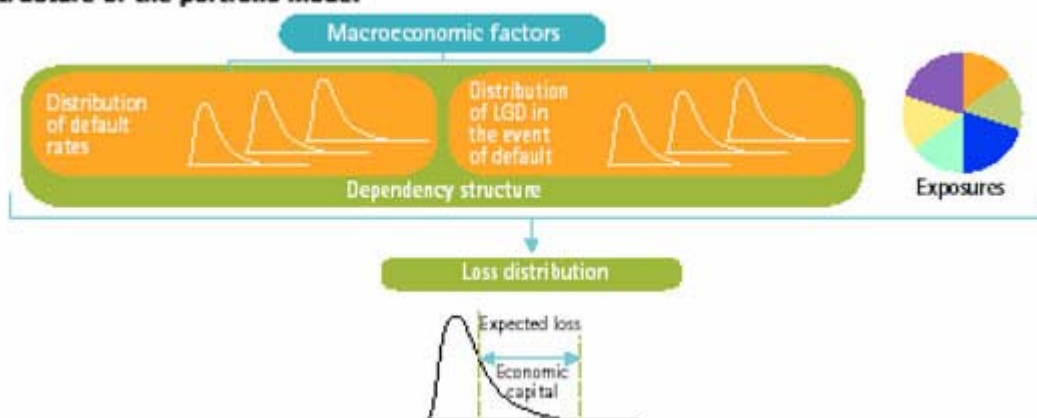 Macroeconomic factors
Distribution
of default
rates
Distribution
of LGD in
the event
of default
Dependency structure
Exposures
Loss distribution
Expected loss
Economic
capital